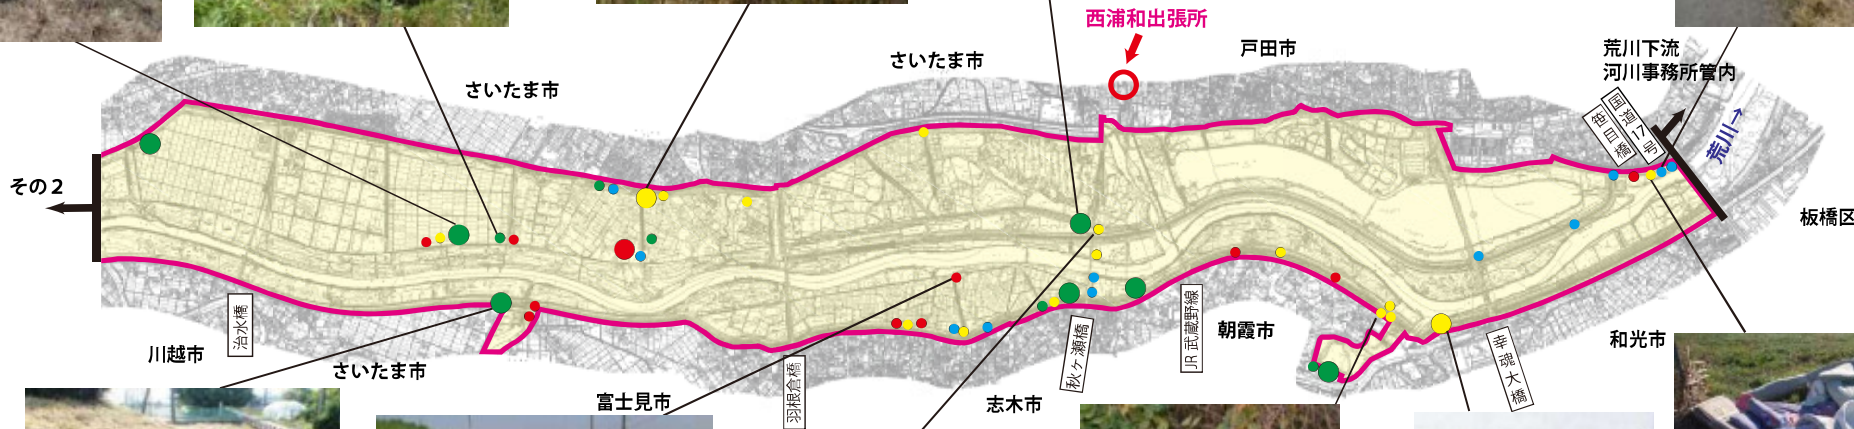 西浦和出張所
さいたま市
戸田市
荒川下流
河川事務所管内
さいたま市
国道17号
笹目橋
荒川→
その2
板橋区
治水橋
川越市
さいたま市
富士見市
羽根倉橋
志木市
秋ヶ瀬橋
JR武蔵野線
朝霞市
幸魂大橋
和光市